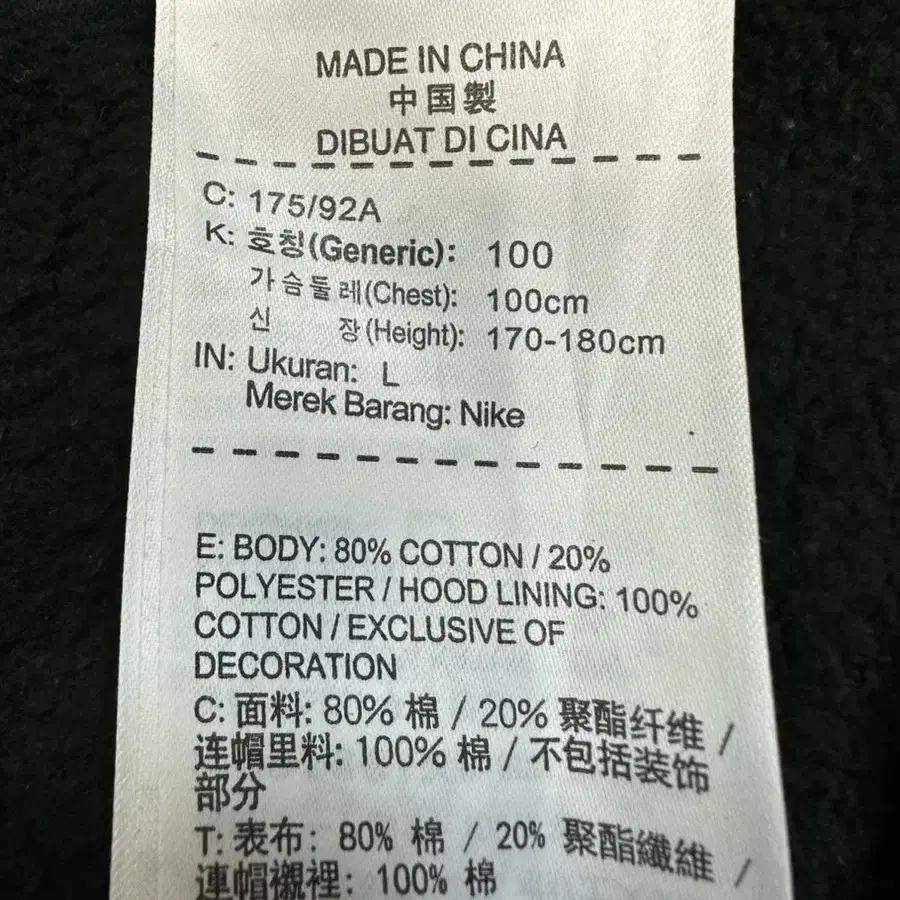 MADE IN CHINA
中国製
DIBUAT DI CINA
C: 175/92A
K: 호칭(Generic): 100
가슴둘레(Chest): 100cm
신 장(Height): 170-180cm
IN: Ukuran: L
Merek Barang: Nike
E: BODY: 80% COTTON / 20%
POLYESTER / HOOD LINING: 100%
COTTON / EXCLUSIVE OF
DECORATION
C: 面料: 80% 棉 / 20% 聚酯纤维 /
连帽里料: 100% 棉 / 不包括装饰
部分
T: 表布: 80% 棉 / 20% 聚酯纖維 /
連帽襯裡: 100% 棉